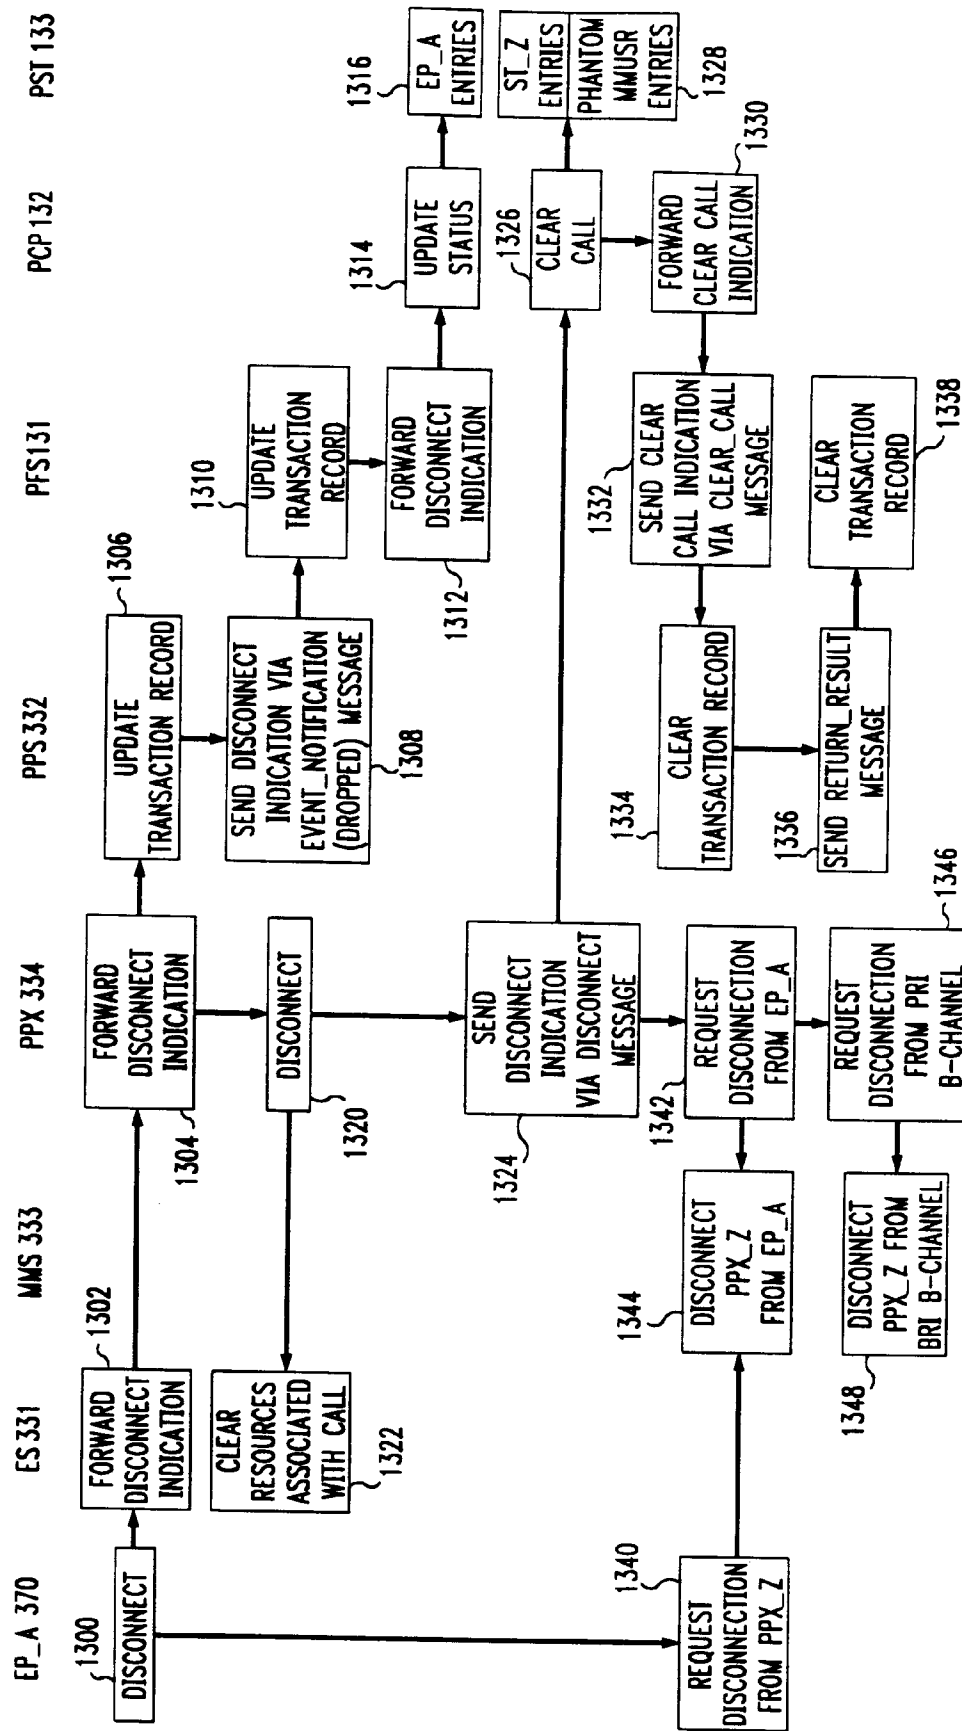 EP_A 370
ES 331
MMS 333
PPX 334
PPS 332
PFS131
PCP 132
PST 133
1300
DISCONNECT
1302
FORWARD
DISCONNECT
INDICATION
FORWARD
DISCONNECT
INDICATION
1304
1306
UPDATE
TRANSACTION RECORD
SEND DISCONNECT
INDICATION VIA
EVENT_NOTIFICATION
(DROPPED) MESSAGE
1308
1310
UPDATE
TRANSACTION
RECORD
FORWARD
DISCONNECT
INDICATION
1312
1314
UPDATE
STATUS
1316
EP_A
ENTRIES
DISCONNECT
1320
CLEAR
RESOURCES
ASSOCIATED
WITH CALL
1322
SEND
DISCONNECT
INDICATION
VIA DISCONNECT
MESSAGE
1324
1326
CLEAR
CALL
ST_Z
ENTRIES
PHANTOM
MMUSR
ENTRIES
1328
FORWARD
CLEAR CALL
INDICATION
1330
1332
SEND CLEAR
CALL INDICATION
VIA CLEAR_CALL
MESSAGE
CLEAR
TRANSACTION RECORD
1334
1336
SEND RETURN_RESULT
MESSAGE
CLEAR
TRANSACTION
RECORD
1338
1340
REQUEST
DISCONNECTION
FROM PPX_Z
1342
REQUEST
DISCONNECTION
FROM EP_A
1344
DISCONNECT
PPX_Z
FROM EP_A
REQUEST
DISCONNECTION
FROM PRI
B-CHANNEL
1346
DISCONNECT
PPX_Z FROM
BRI B-CHANNEL
1348